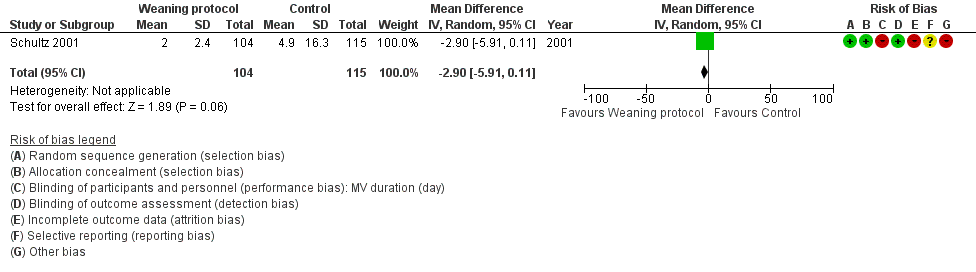 Weaning protocol Control Mean Difference Mean Difference Risk of Bias
Study or Subgroup Mean SD Total Mean SD Total Weight IV, Random, 95% CI Year IV, Random, 95% CI A B C D E F G
Schultz 2001 2 2.4 104 4.9 16.3 115 100.0% -2.90 [-5.91, 0.11] 2001 + + - + - ? -
Total (95% CI) 104 115 100.0% -2.90 [-5.91, 0.11]
Heterogeneity: Not applicable
Test for overall effect: Z = 1.89 (P = 0.06)
-100 -50 0 50 100
Favours Weaning protocol Favours Control
Risk of bias legend
(A) Random sequence generation (selection bias)
(B) Allocation concealment (selection bias)
(C) Blinding of participants and personnel (performance bias): MV duration (day)
(D) Blinding of outcome assessment (detection bias)
(E) Incomplete outcome data (attrition bias)
(F) Selective reporting (reporting bias)
(G) Other bias